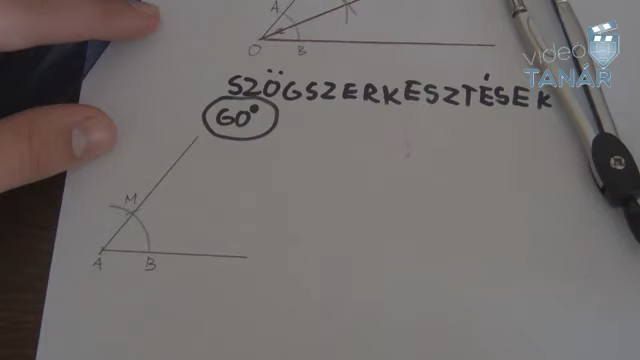 A
O B
video
TANÁR
SZÖGSZERKESZTÉSEK
60°
M
A B